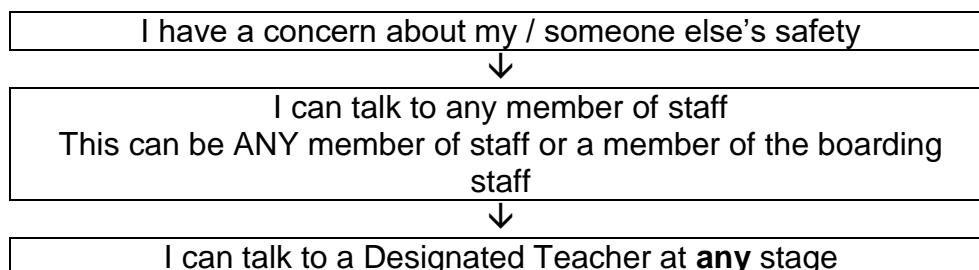 I have a concern about my / someone else's safety
↓
I can talk to any member of staff
This can be ANY member of staff or a member of the boarding
staff
↓
I can talk to a Designated Teacher at any stage